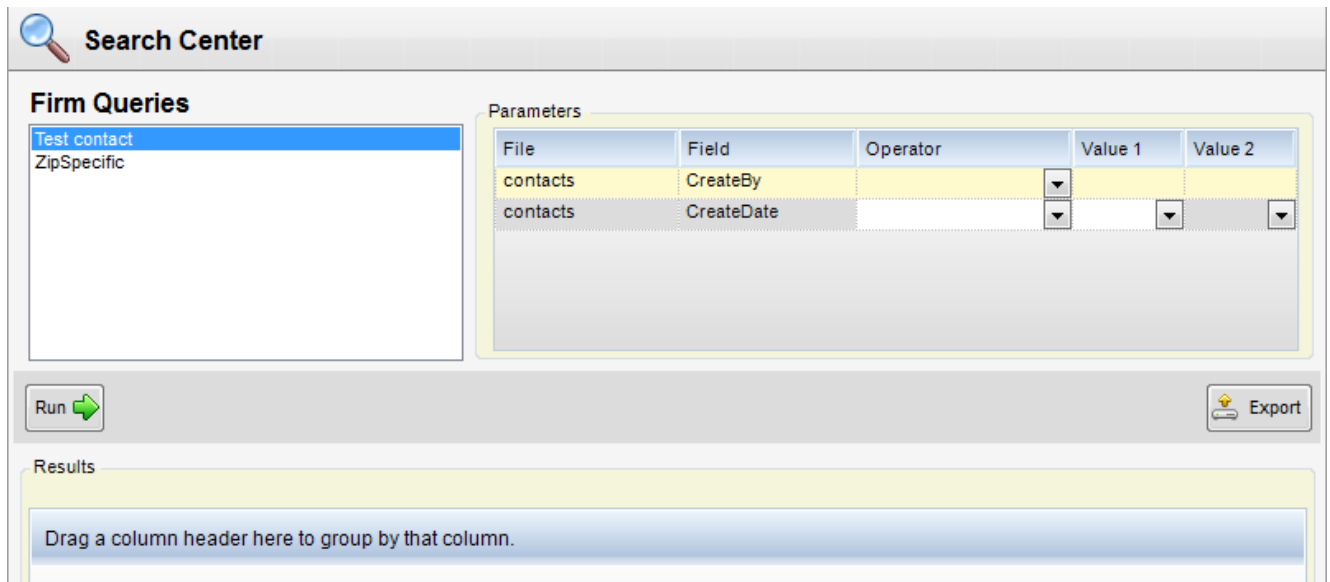 Search Center
Firm Queries
Test contact
ZipSpecific
Parameters
File Field Operator Value 1 Value 2
contacts CreateBy
contacts CreateDate
Run
Export
Results
Drag a column header here to group by that column.